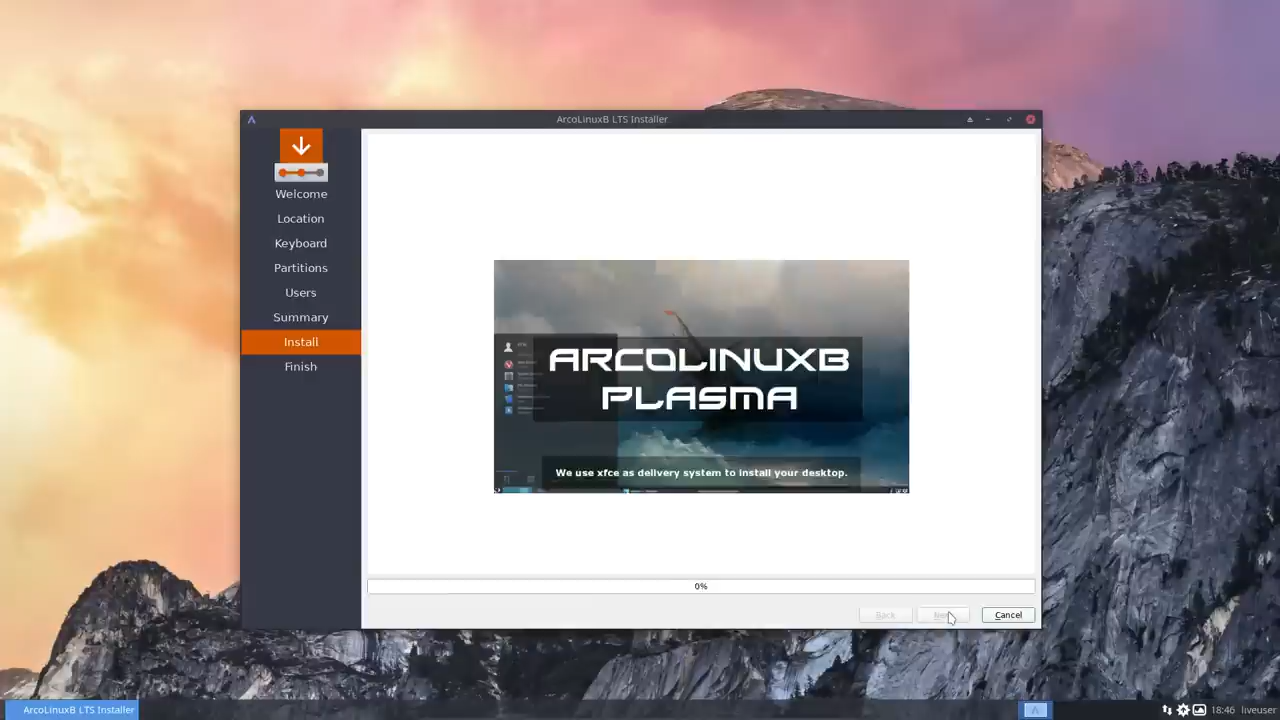 ArcoLinuxB LTS Installer
Welcome
Location
Keyboard
Partitions
Users
Summary
Install
Finish
ARCOLINUXB
PLASMA
We use xfce as delivery system to install your desktop.
0%
Back
Cancel
ArcoLinuxB LTS Installer
18:46 liveuser